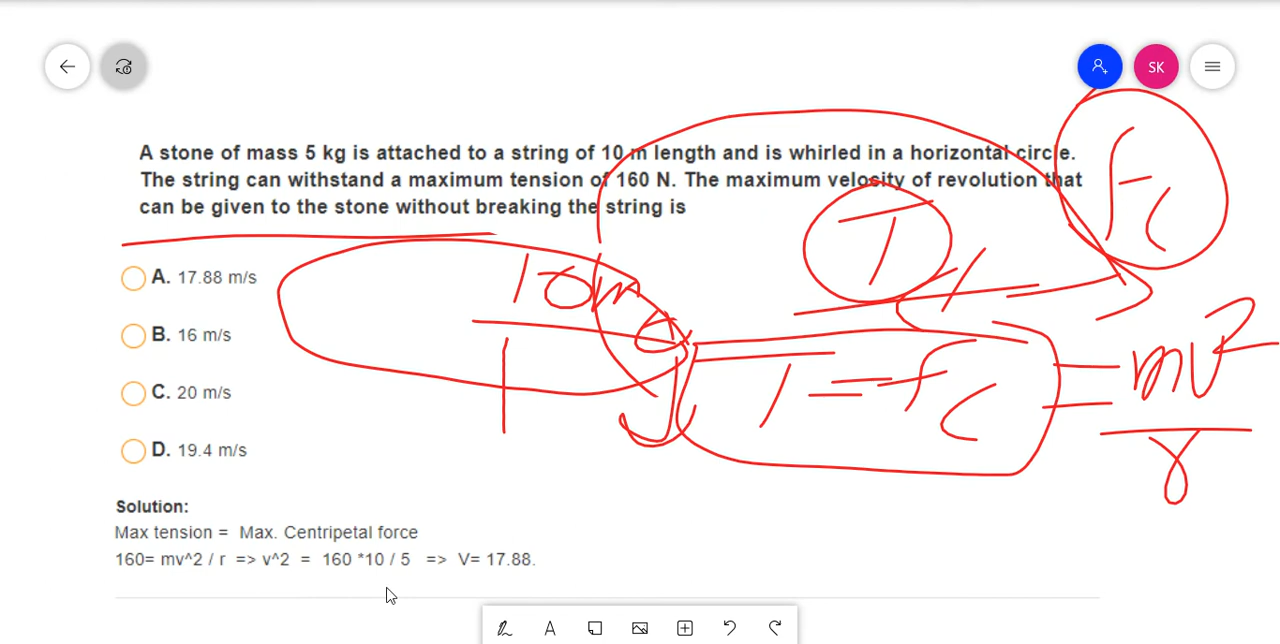 SK
A stone of mass 5 kg is attached to a string of 10 m length and is whirled in a horizontal circle.
The string can withstand a maximum tension of 160 N. The maximum velocity of revolution that
can be given to the stone without breaking the string is
Fc
T
10m
A. 17.88 m/s
B. 16 m/s
T = Fc = mv²
r
C. 20 m/s
D. 19.4 m/s
Solution:
Max tension = Max. Centripetal force
160= mv^2 / r => v^2 = 160 *10 / 5 => V= 17.88.
A